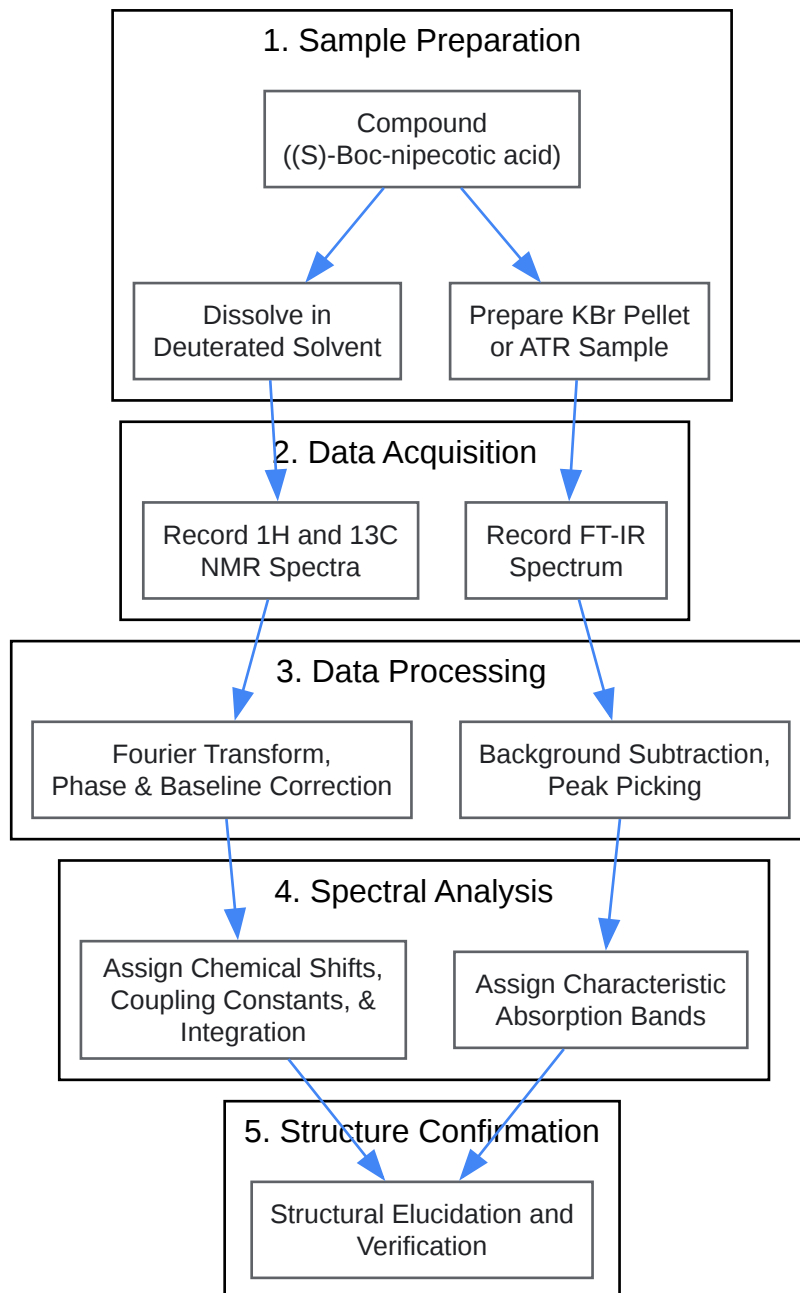 1. Sample Preparation
Compound
((S)-Boc-nipecotic acid)
Dissolve in
Deuterated Solvent
Prepare KBr Pellet
or ATR Sample
2. Data Acquisition
Record 1H and 13C
NMR Spectra
Record FT-IR
Spectrum
3. Data Processing
Fourier Transform,
Phase & Baseline Correction
Background Subtraction,
Peak Picking
4. Spectral Analysis
Assign Chemical Shifts,
Coupling Constants, &
Integration
Assign Characteristic
Absorption Bands
5. Structure Confirmation
Structural Elucidation and
Verification